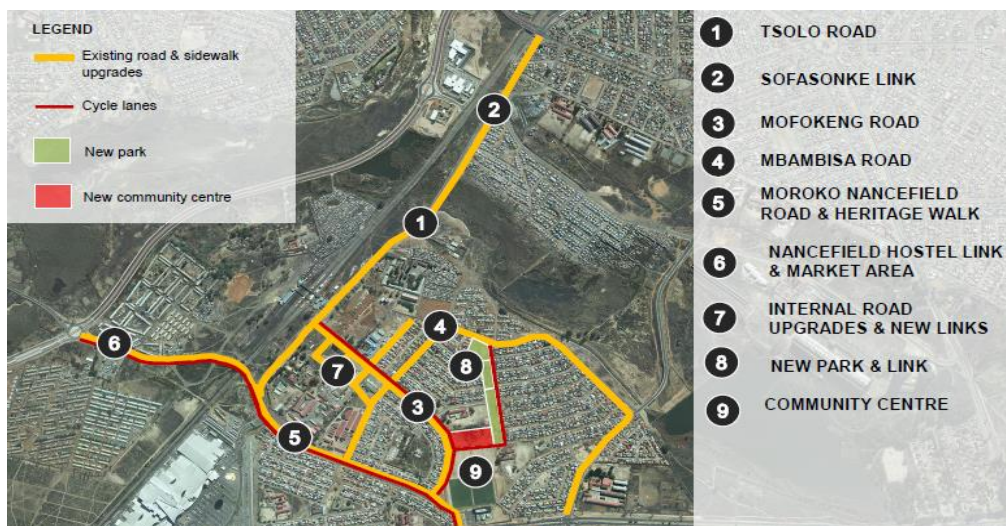 LEGEND
Existing road & sidewalk
upgrades
Cycle lanes
New park
New community centre
2
1
4
8
6
7
3
5
9
1 TSOLO ROAD
2 SOFASONKE LINK
3 MOFOKENG ROAD
4 MBAMBISA ROAD
5 MOROKO NANCEFIELD
ROAD & HERITAGE WALK
6 NANCEFIELD HOSTEL LINK
& MARKET AREA
7 INTERNAL ROAD
UPGRADES & NEW LINKS
8 NEW PARK & LINK
9 COMMUNITY CENTRE